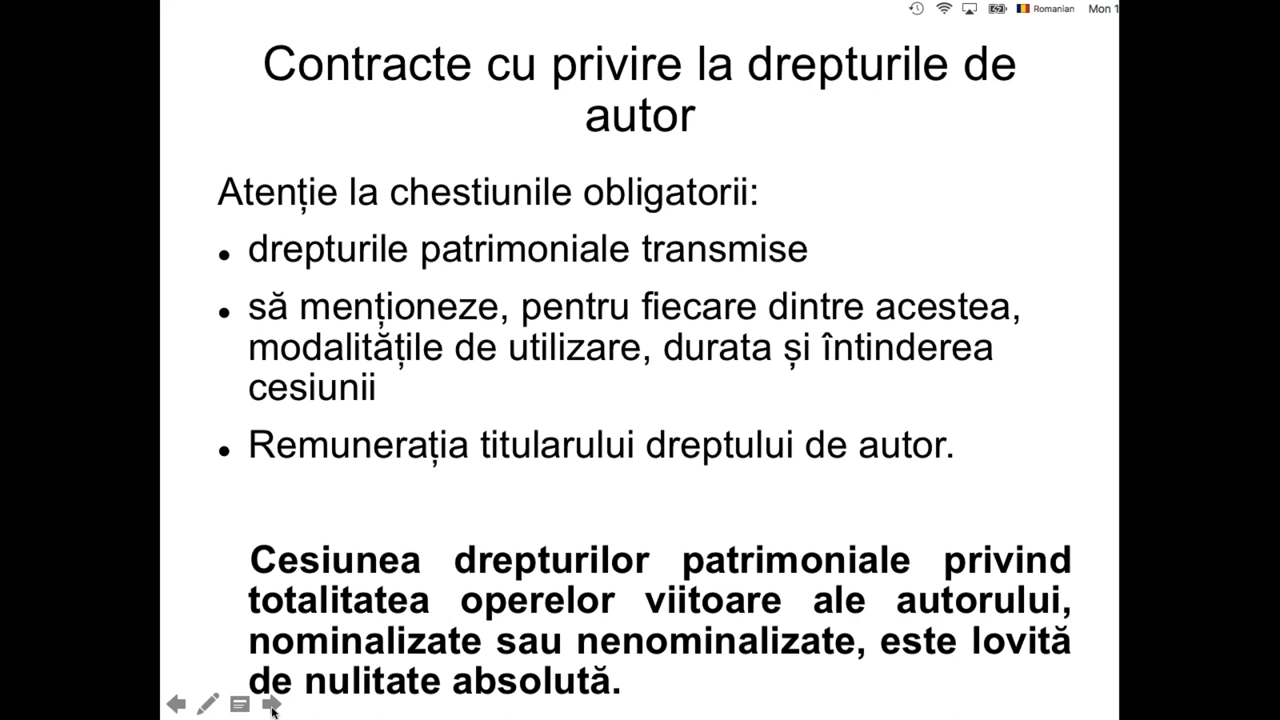 Romanian Mon 1
Contracte cu privire la drepturile de
autor
Atenție la chestiunile obligatorii:
• drepturile patrimoniale transmise
• să menționeze, pentru fiecare dintre acestea,
modalitățile de utilizare, durata și întinderea
cesiunii
• Remunerația titularului dreptului de autor.
Cesiunea drepturilor patrimoniale privind
totalitatea operelor viitoare ale autorului,
nominalizate sau nenominalizate, este lovită
de nulitate absolută.